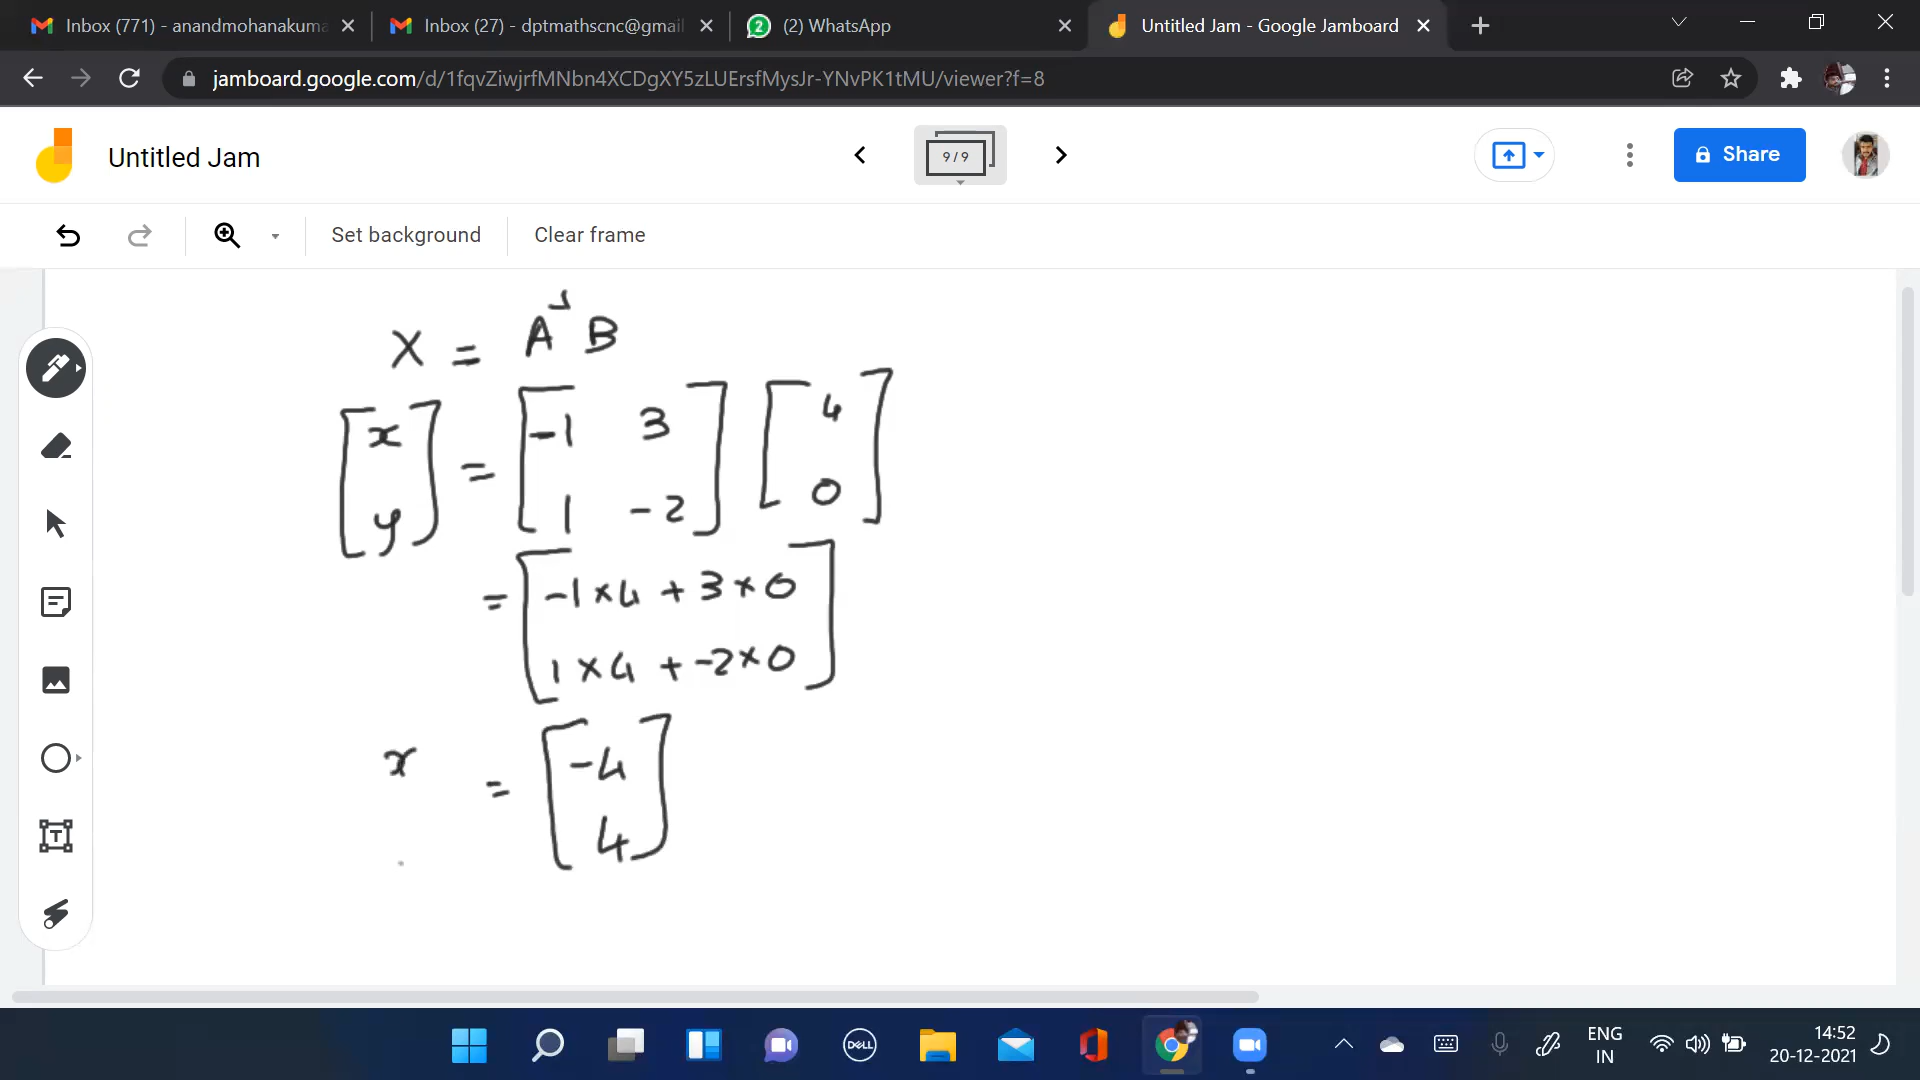 Inbox (771) - anandmohanakuma
Inbox (27) - dptmathscnc@gmail
2 (2) WhatsApp
Untitled Jam - Google Jamboard
jamboard.google.com/d/1fqvZiwjrfMNbn4XCDgXY5zLUErsfMysJr-YNvPK1tMU/viewer?f=8
Untitled Jam
9 / 9
Share
Set background
Clear frame
X = A⁻¹ B
[x y] = [-1 3 1 -2] [4 0]
= [-1×4 + 3×0
1×4 + -2×0]
x = [-4
4]
T
DELL
ENG
IN
14:52
20-12-2021